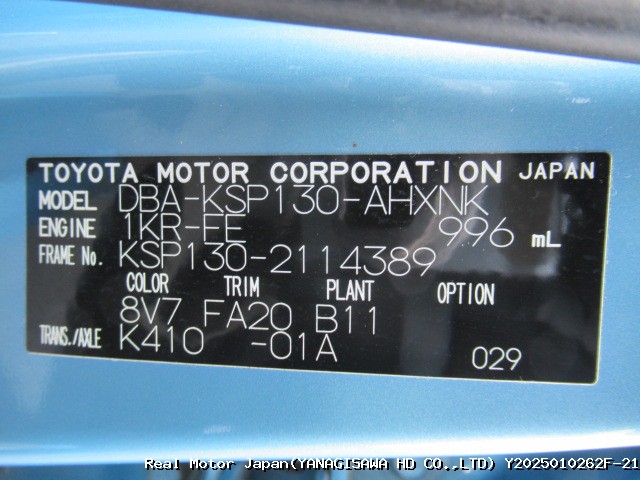 TOYOTA MOTOR CORPORATION JAPAN
MODEL DBA-KSP130-AHXNK
ENGINE 1KR-FE 996 mL
FRAME No. KSP130-2114389
COLOR TRIM PLANT OPTION
8V7 FA20 B11
TRANS./AXLE K410 -01A 029
Real Motor Japan(YANAGISAWA HD CO.,LTD) Y2025010262F-21